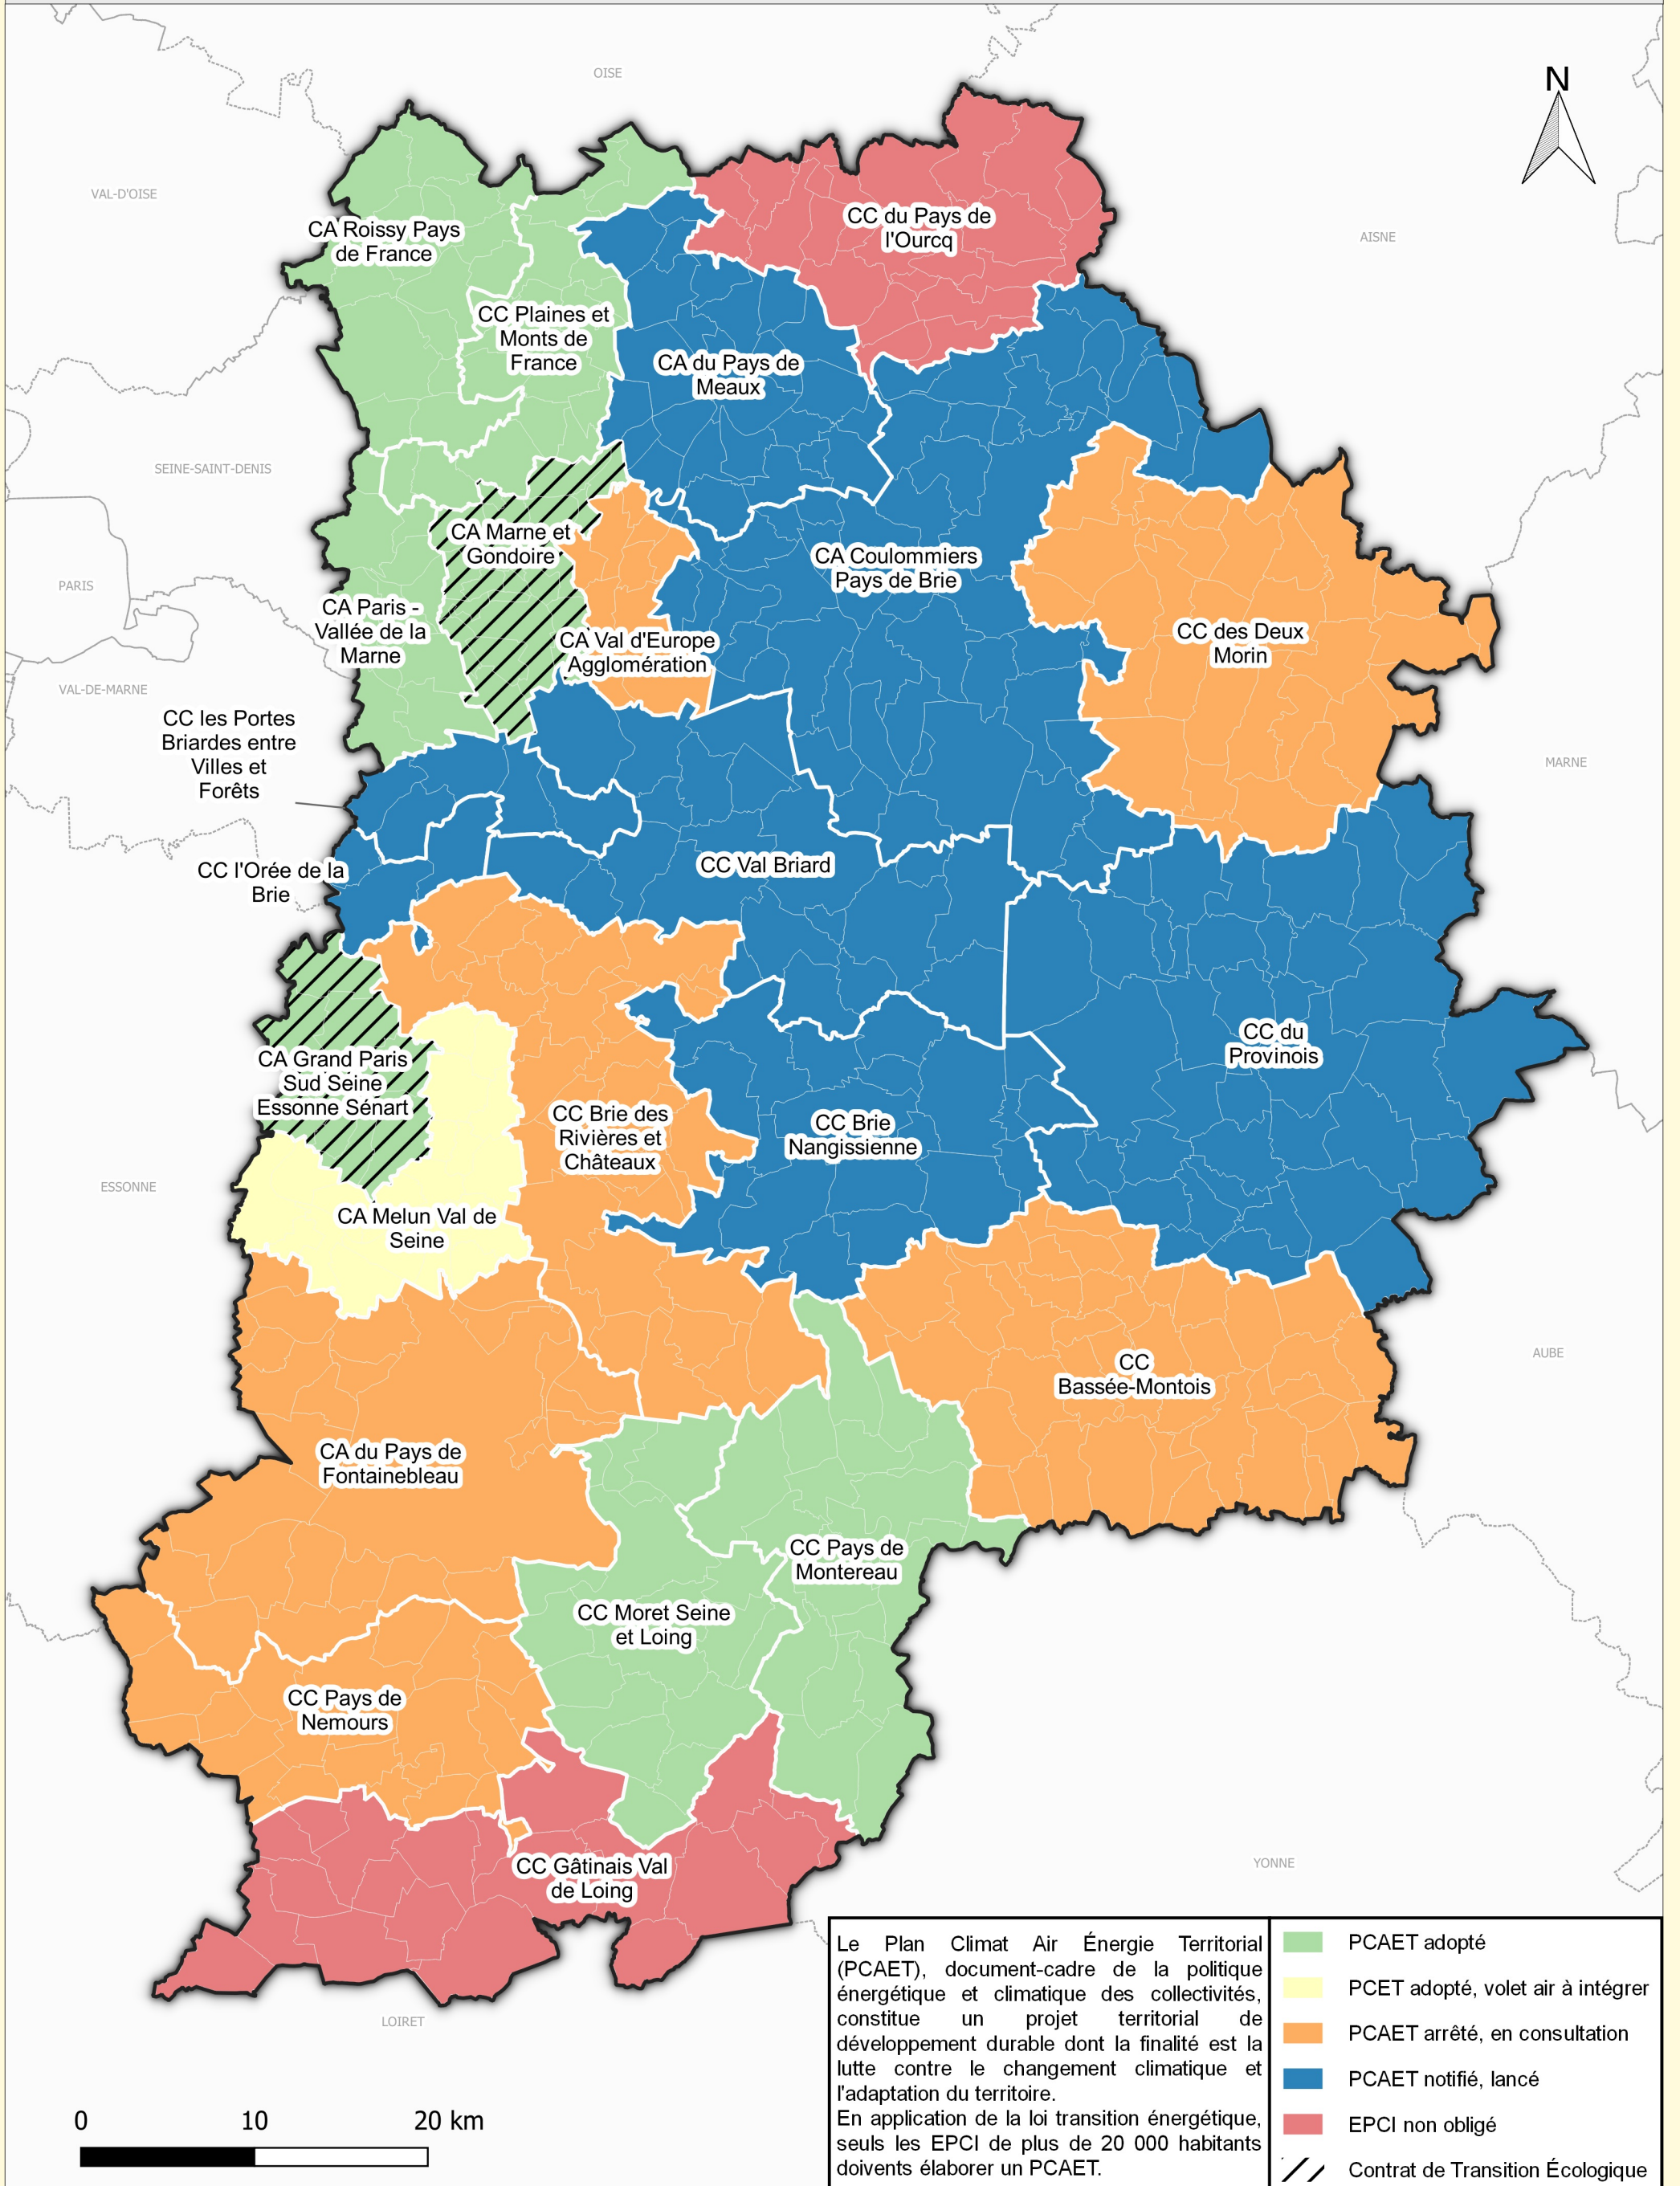 OISE
N
VAL-D'OISE
CC du Pays de
l'Ourcq
CA Roissy Pays
de France
AISNE
CC Plaines et
Monts de
France
CA du Pays de
Meaux
SEINE-SAINT-DENIS
CA Marne et
Gondoire
CA Coulommiers
Pays de Brie
PARIS
CA Paris -
Vallée de la
Marne
CA Val d'Europe
Agglomération
CC des Deux
Morin
VAL-DE-MARNE
CC les Portes
Briardes entre
Villes et
Forêts
MARNE
CC l'Orée de la
Brie
CC Val Briard
CA Grand Paris
Sud Seine
Essonne Sénart
CC du
Provinois
CC Brie des
Rivières et
Châteaux
CC Brie
Nangissienne
ESSONNE
CA Melun Val de
Seine
AUBE
CC
Bassée-Montois
CA du Pays de
Fontainebleau
CC Pays de
Montereau
CC Moret Seine
et Loing
CC Pays de
Nemours
CC Gâtinais Val
de Loing
YONNE
LOIRET
0 10 20 km
Le Plan Climat Air Énergie Territorial
(PCAET), document-cadre de la politique
énergétique et climatique des collectivités,
constitue un projet territorial de
développement durable dont la finalité est la
lutte contre le changement climatique et
l'adaptation du territoire.
En application de la loi transition énergétique,
seuls les EPCI de plus de 20 000 habitants
doivents élaborer un PCAET.
PCAET adopté
PCET adopté, volet air à intégrer
PCAET arrêté, en consultation
PCAET notifié, lancé
EPCI non obligé
Contrat de Transition Écologique